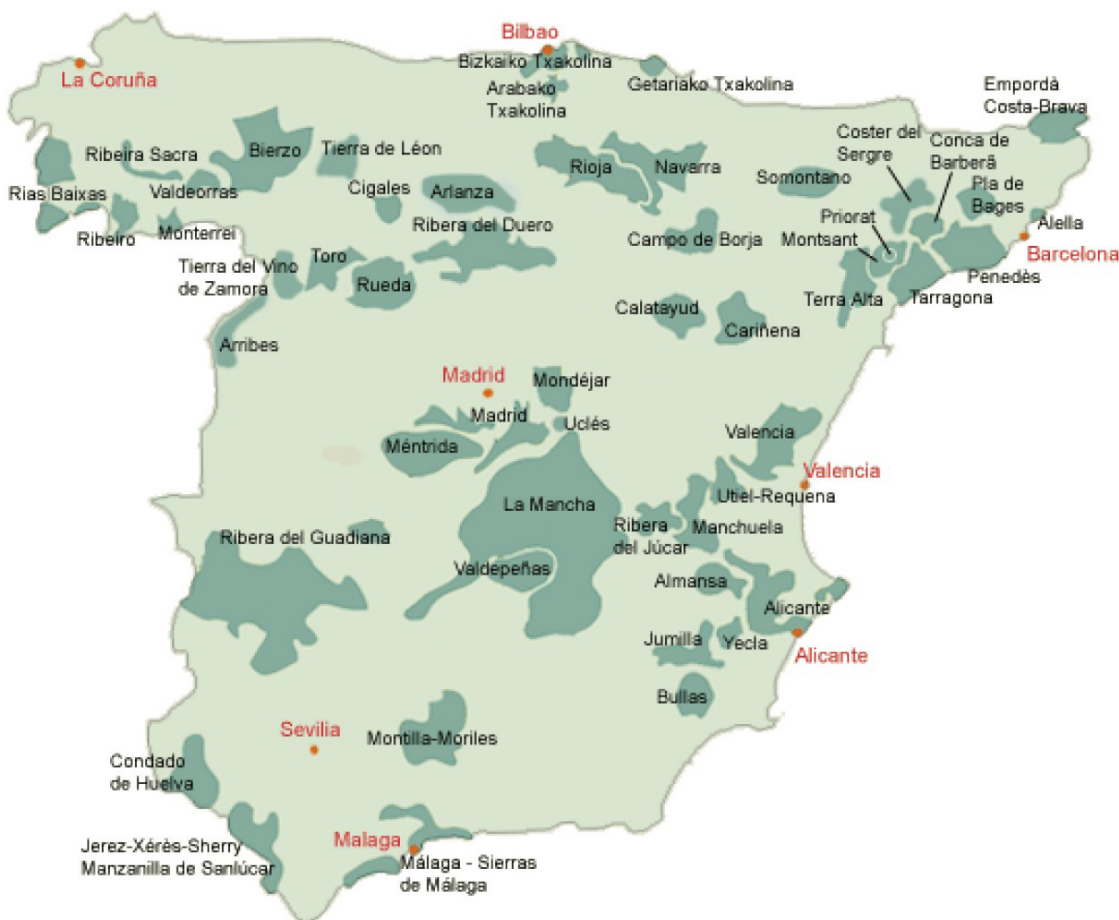 Bilbao
La Coruña
Bizkaiko Txakolina
Getariako Txakolina
Arabako
Txakolina
Empordà
Costa-Brava
Coster del
Sergre
Conca de
Barberã
Ribeira Sacra
Bierzo
Tierra de Léon
Rioja
Navarra
Somontano
Pla de
Bages
Rias Baixas
Valdeorras
Cigales
Arlanza
Priorat
Alella
Ribeiro
Monterrei
Ribera del Duero
Campo de Borja
Montsant
Barcelona
Tierra del Vino
de Zamora
Toro
Rueda
Penedès
Terra Alta
Tarragona
Calatayud
Cariñena
Arribes
Madrid
Mondéjar
Madrid
Uclés
Méntrida
Valencia
Valencia
Utiel-Requena
La Mancha
Ribera del Guadiana
Ribera
del Júcar
Manchuela
Valdepeñas
Almansa
Alicante
Jumilla
Yecla
Alicante
Bullas
Sevilia
Montilla-Moriles
Condado
de Huelva
Malaga
Jerez-Xérès-Sherry
Manzanilla de Sanlúcar
Málaga - Sierras
de Málaga